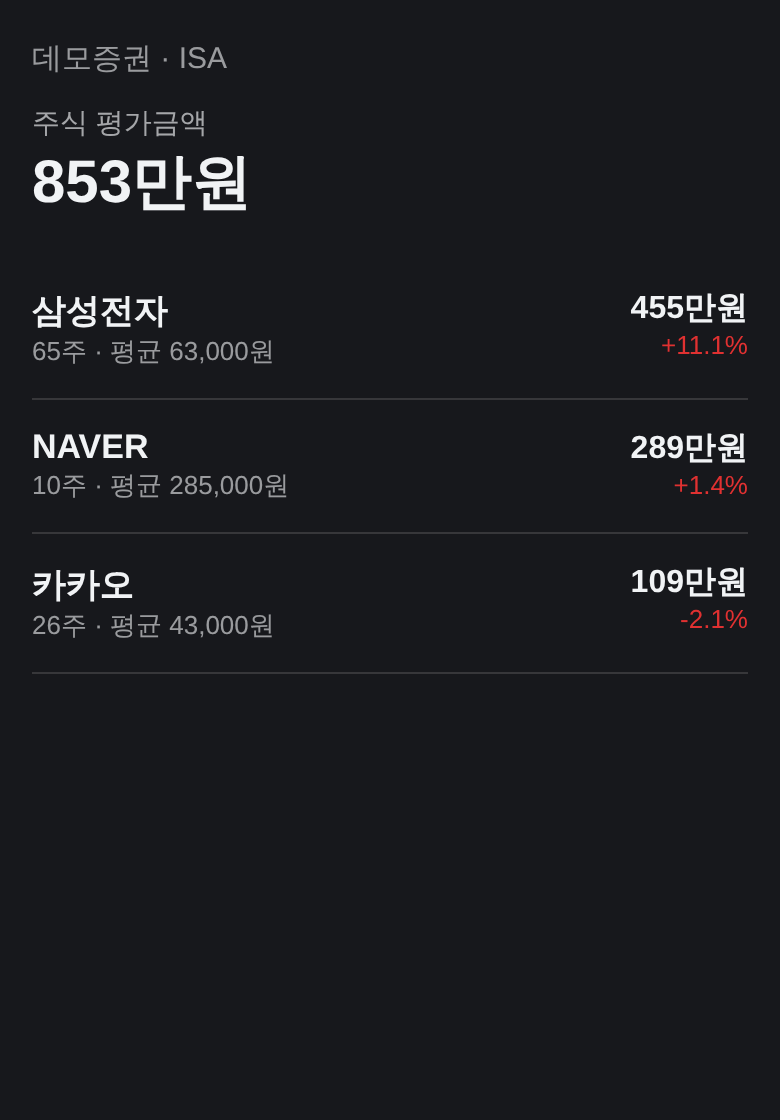 데모증권 · ISA
주식 평가금액
853만원
삼성전자
455만원
65주 · 평균 63,000원
+11.1%
NAVER
289만원
10주 · 평균 285,000원
+1.4%
카카오
109만원
26주 · 평균 43,000원
-2.1%